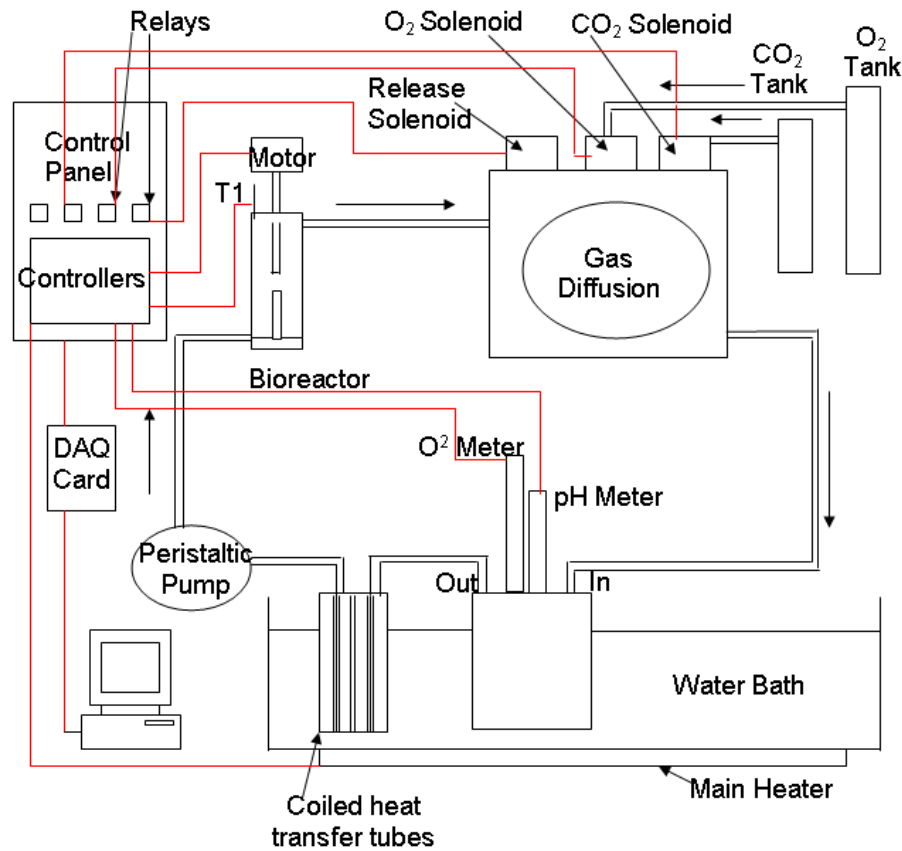 Relays
O₂ Solenoid
CO₂ Solenoid
O₂
Tank
CO₂
Tank
Release
Solenoid
Control
Panel
Motor
T1
Controllers
Gas
Diffusion
Bioreactor
DAQ
Card
O² Meter
pH Meter
Peristaltic
Pump
Out
In
Water Bath
Main Heater
Coiled heat
transfer tubes